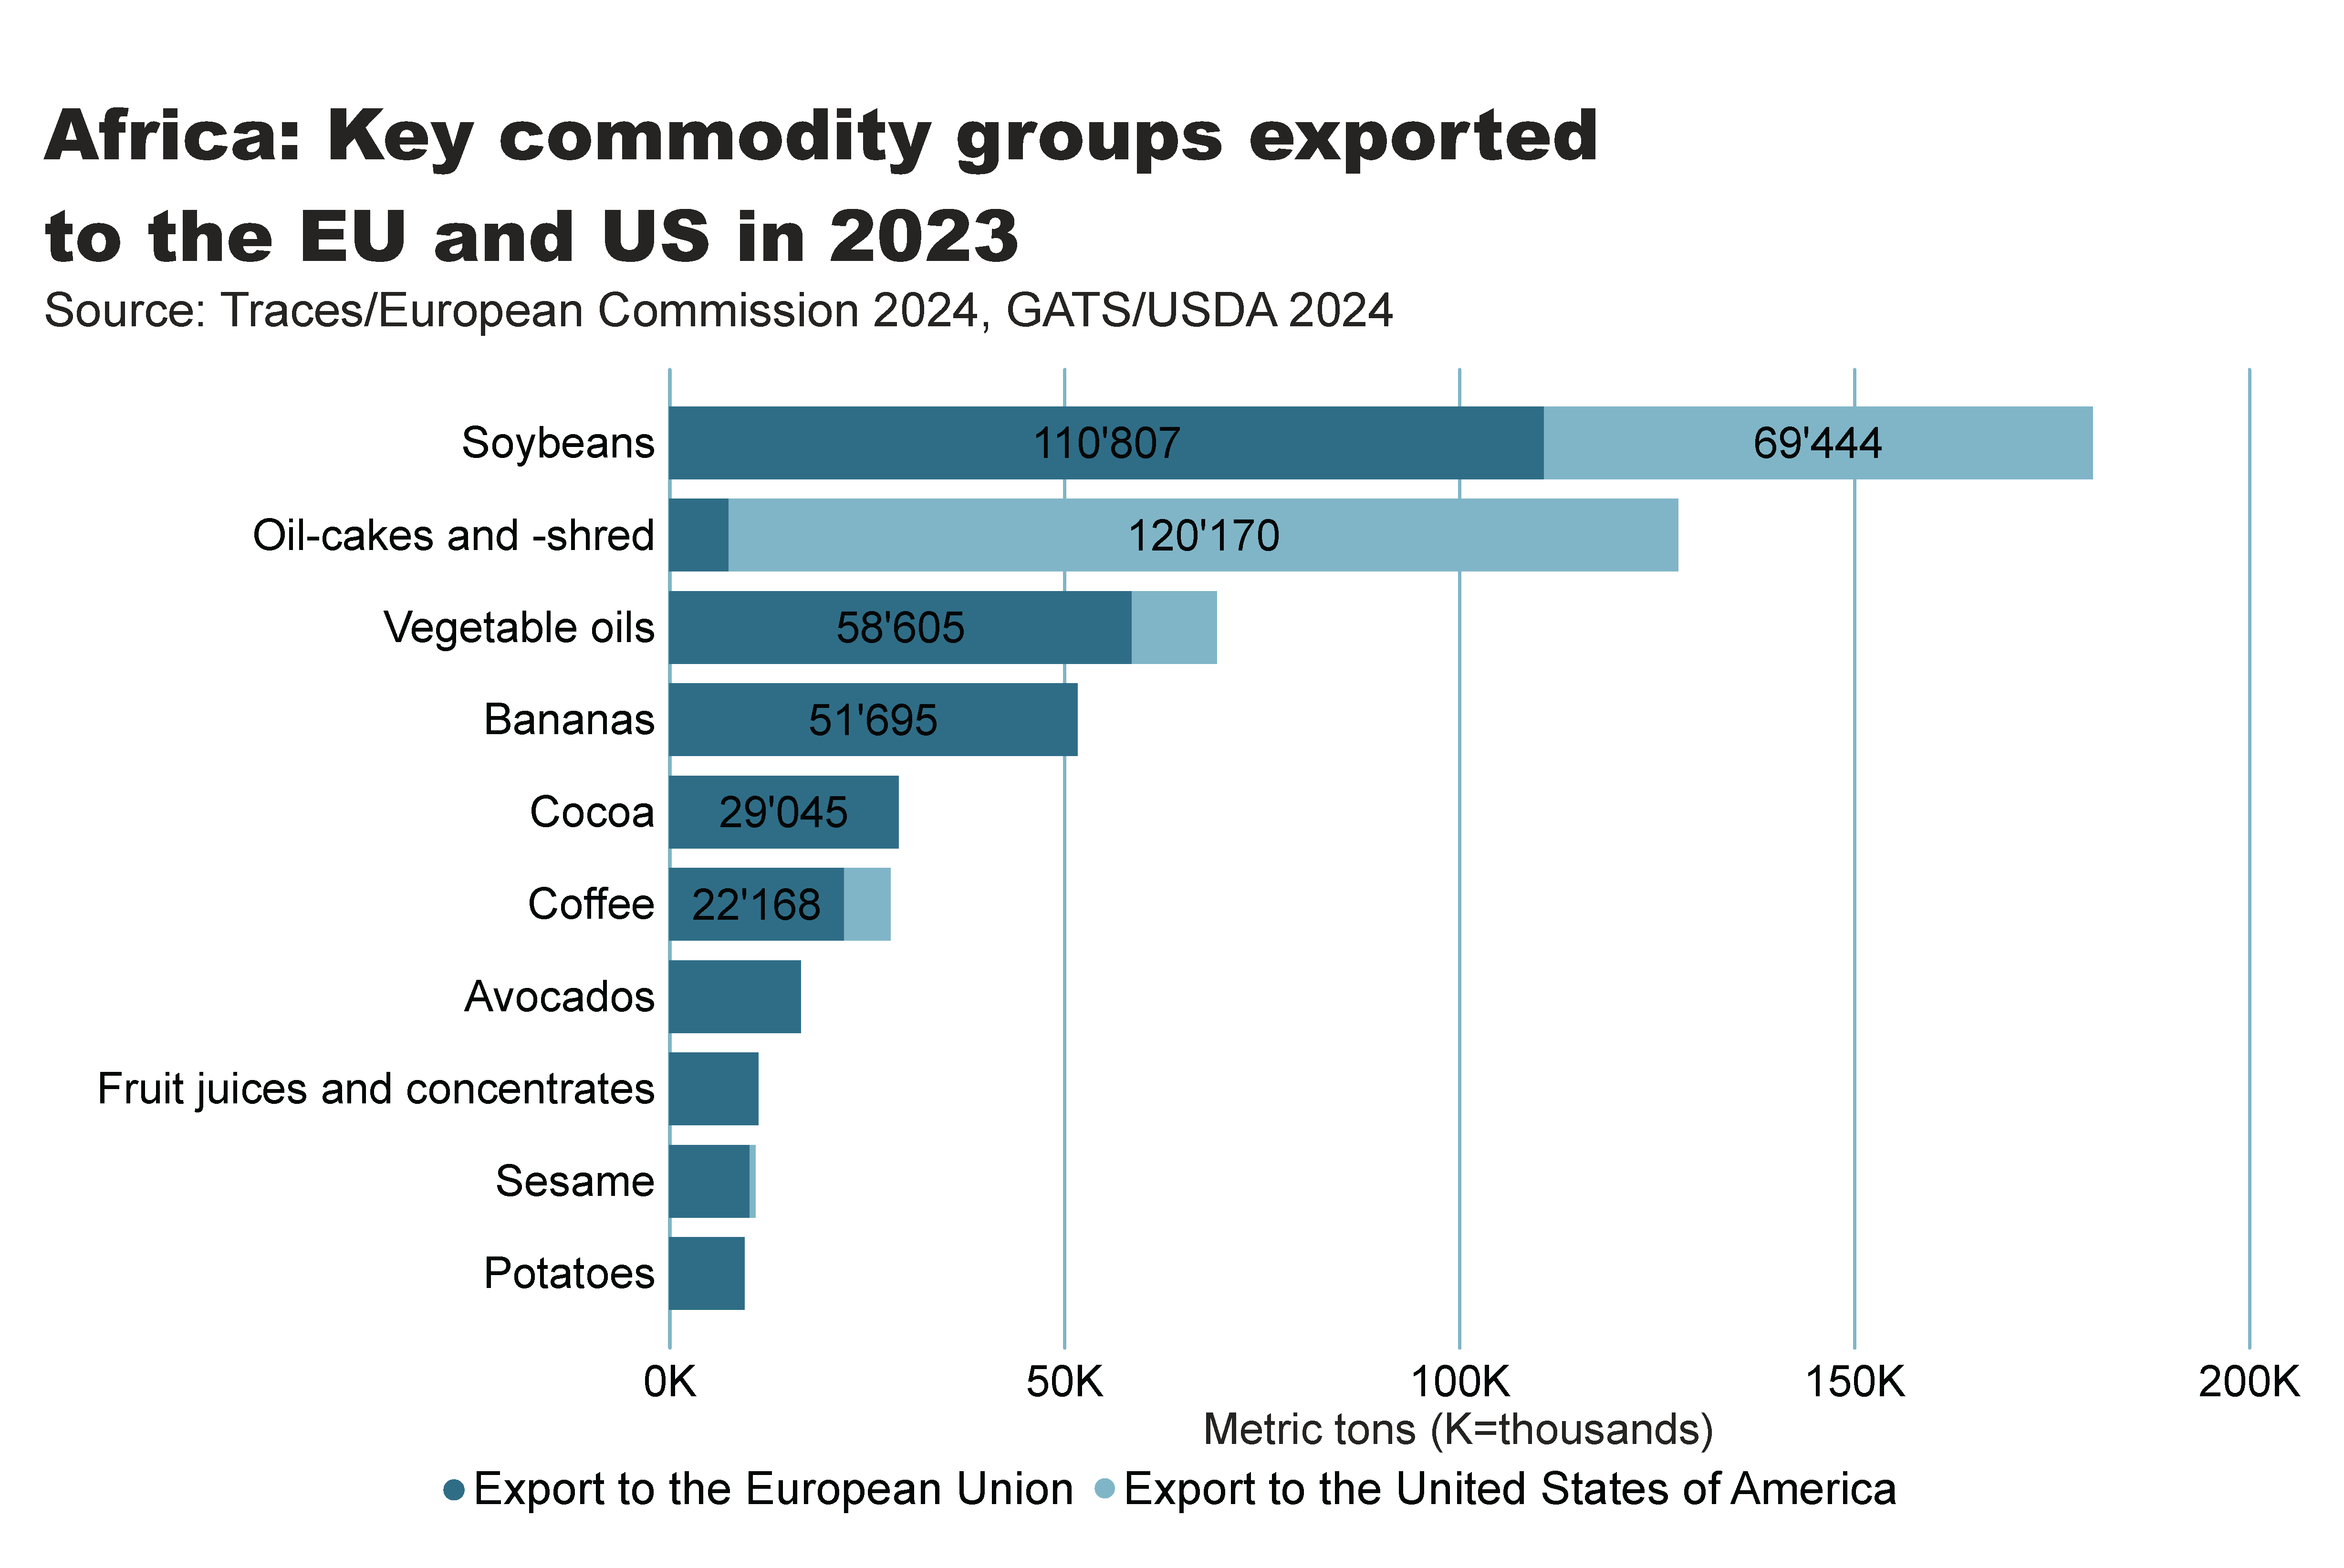 Africa: Key commodity groups exported
to the EU and US in 2023
Source: Traces/European Commission 2024, GATS/USDA 2024
Soybeans 110'807 69'444
Oil-cakes and -shred 120'170
Vegetable oils 58'605
Bananas 51'695
Cocoa 29'045
Coffee 22'168
Avocados
Fruit juices and concentrates
Sesame
Potatoes
0K 50K 100K 150K 200K
Metric tons (K=thousands)
Export to the European Union Export to the United States of America